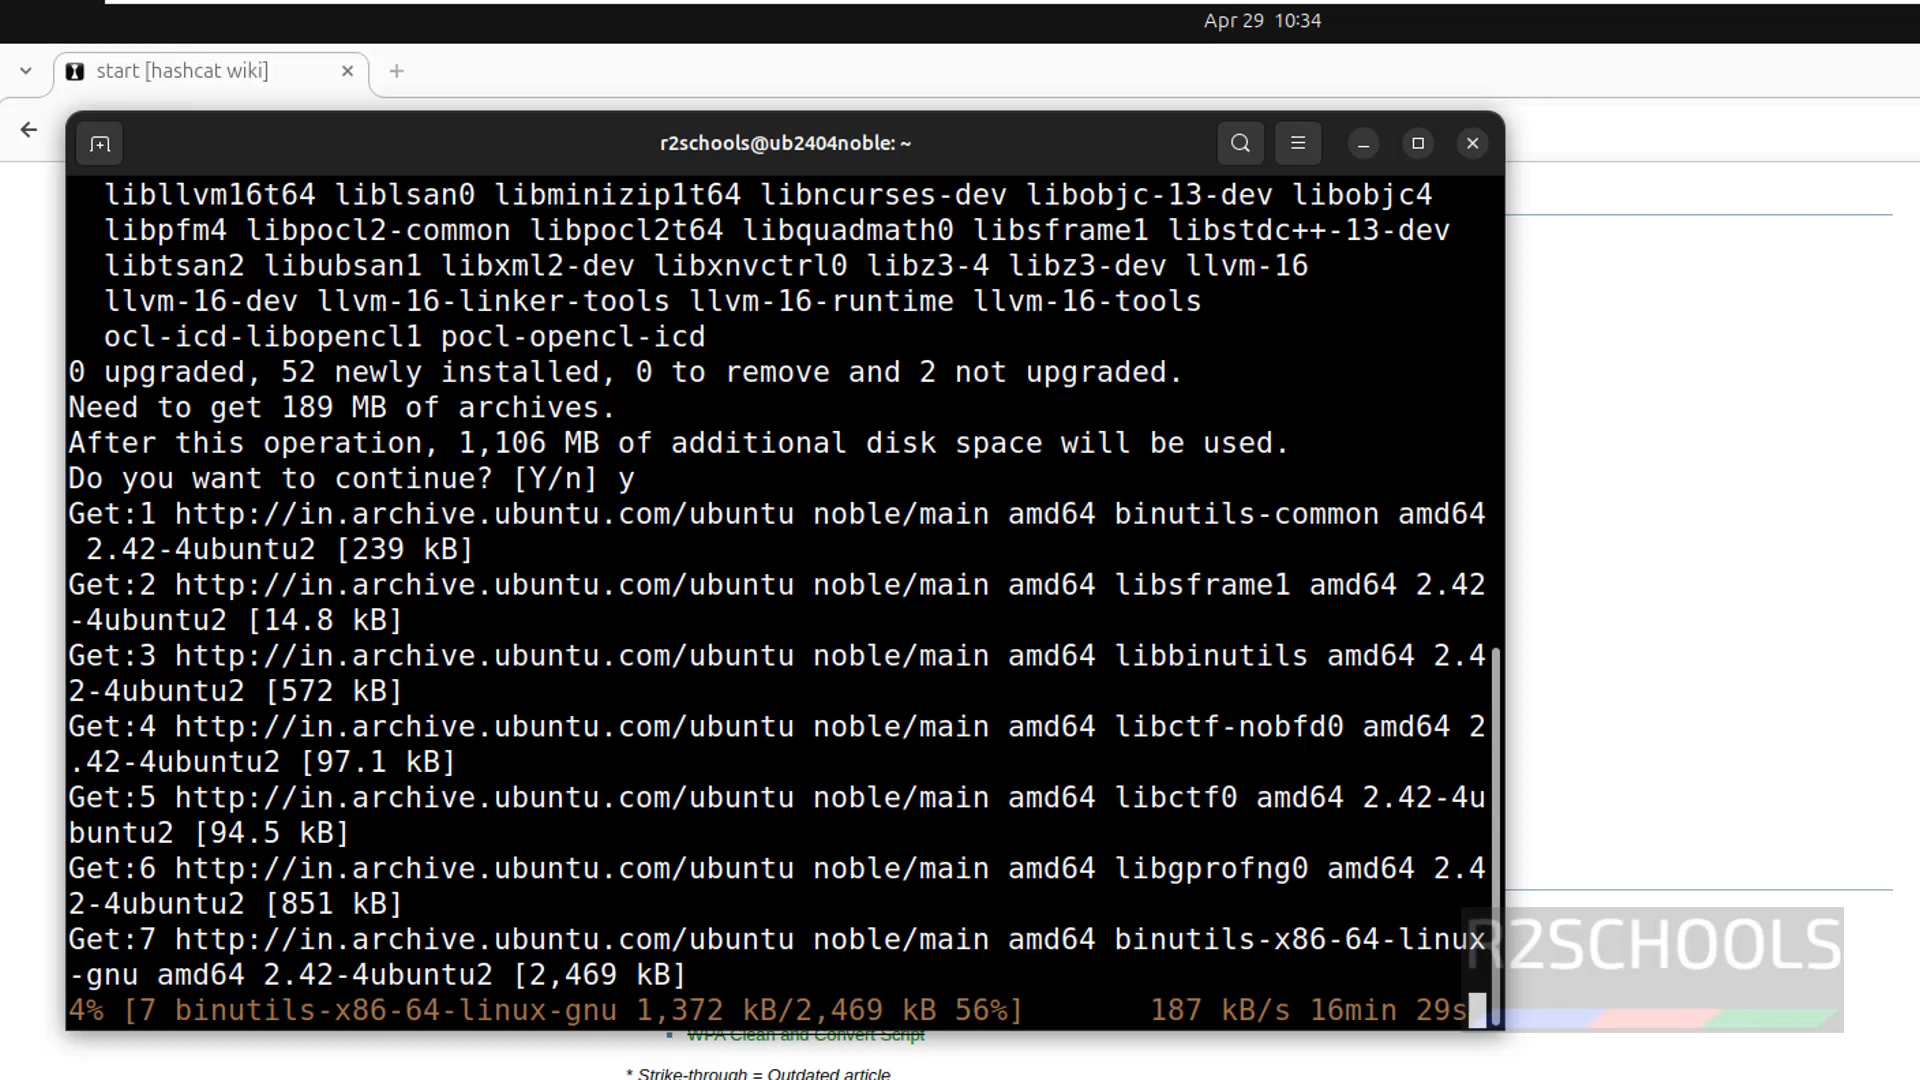 Apr 29 10:34
start [hashcat wiki]
r2schools@ub2404noble: ~
libllvm16t64 liblsan0 libminizip1t64 libncurses-dev libobjc-13-dev libobjc4
libpfm4 libpocl2-common libpocl2t64 libquadmath0 libsframe1 libstdc++-13-dev
libtsan2 libubsan1 libxml2-dev libxnvctrl0 libz3-4 libz3-dev llvm-16
llvm-16-dev llvm-16-linker-tools llvm-16-runtime llvm-16-tools
ocl-icd-libopencl1 pocl-opencl-icd
0 upgraded, 52 newly installed, 0 to remove and 2 not upgraded.
Need to get 189 MB of archives.
After this operation, 1,106 MB of additional disk space will be used.
Do you want to continue? [Y/n] y
Get:1 http://in.archive.ubuntu.com/ubuntu noble/main amd64 binutils-common amd64
2.42-4ubuntu2 [239 kB]
Get:2 http://in.archive.ubuntu.com/ubuntu noble/main amd64 libsframe1 amd64 2.42
-4ubuntu2 [14.8 kB]
Get:3 http://in.archive.ubuntu.com/ubuntu noble/main amd64 libbinutils amd64 2.4
2-4ubuntu2 [572 kB]
Get:4 http://in.archive.ubuntu.com/ubuntu noble/main amd64 libctf-nobfd0 amd64 2
.42-4ubuntu2 [97.1 kB]
Get:5 http://in.archive.ubuntu.com/ubuntu noble/main amd64 libctf0 amd64 2.42-4u
buntu2 [94.5 kB]
Get:6 http://in.archive.ubuntu.com/ubuntu noble/main amd64 libgprofng0 amd64 2.4
2-4ubuntu2 [851 kB]
Get:7 http://in.archive.ubuntu.com/ubuntu noble/main amd64 binutils-x86-64-linux
-gnu amd64 2.42-4ubuntu2 [2,469 kB]
4% [7 binutils-x86-64-linux-gnu 1,372 kB/2,469 kB 56%] 187 kB/s 16min 29s
R2SCHOOLS
WPA Clean and Convert Script
* Strike-through = Outdated article